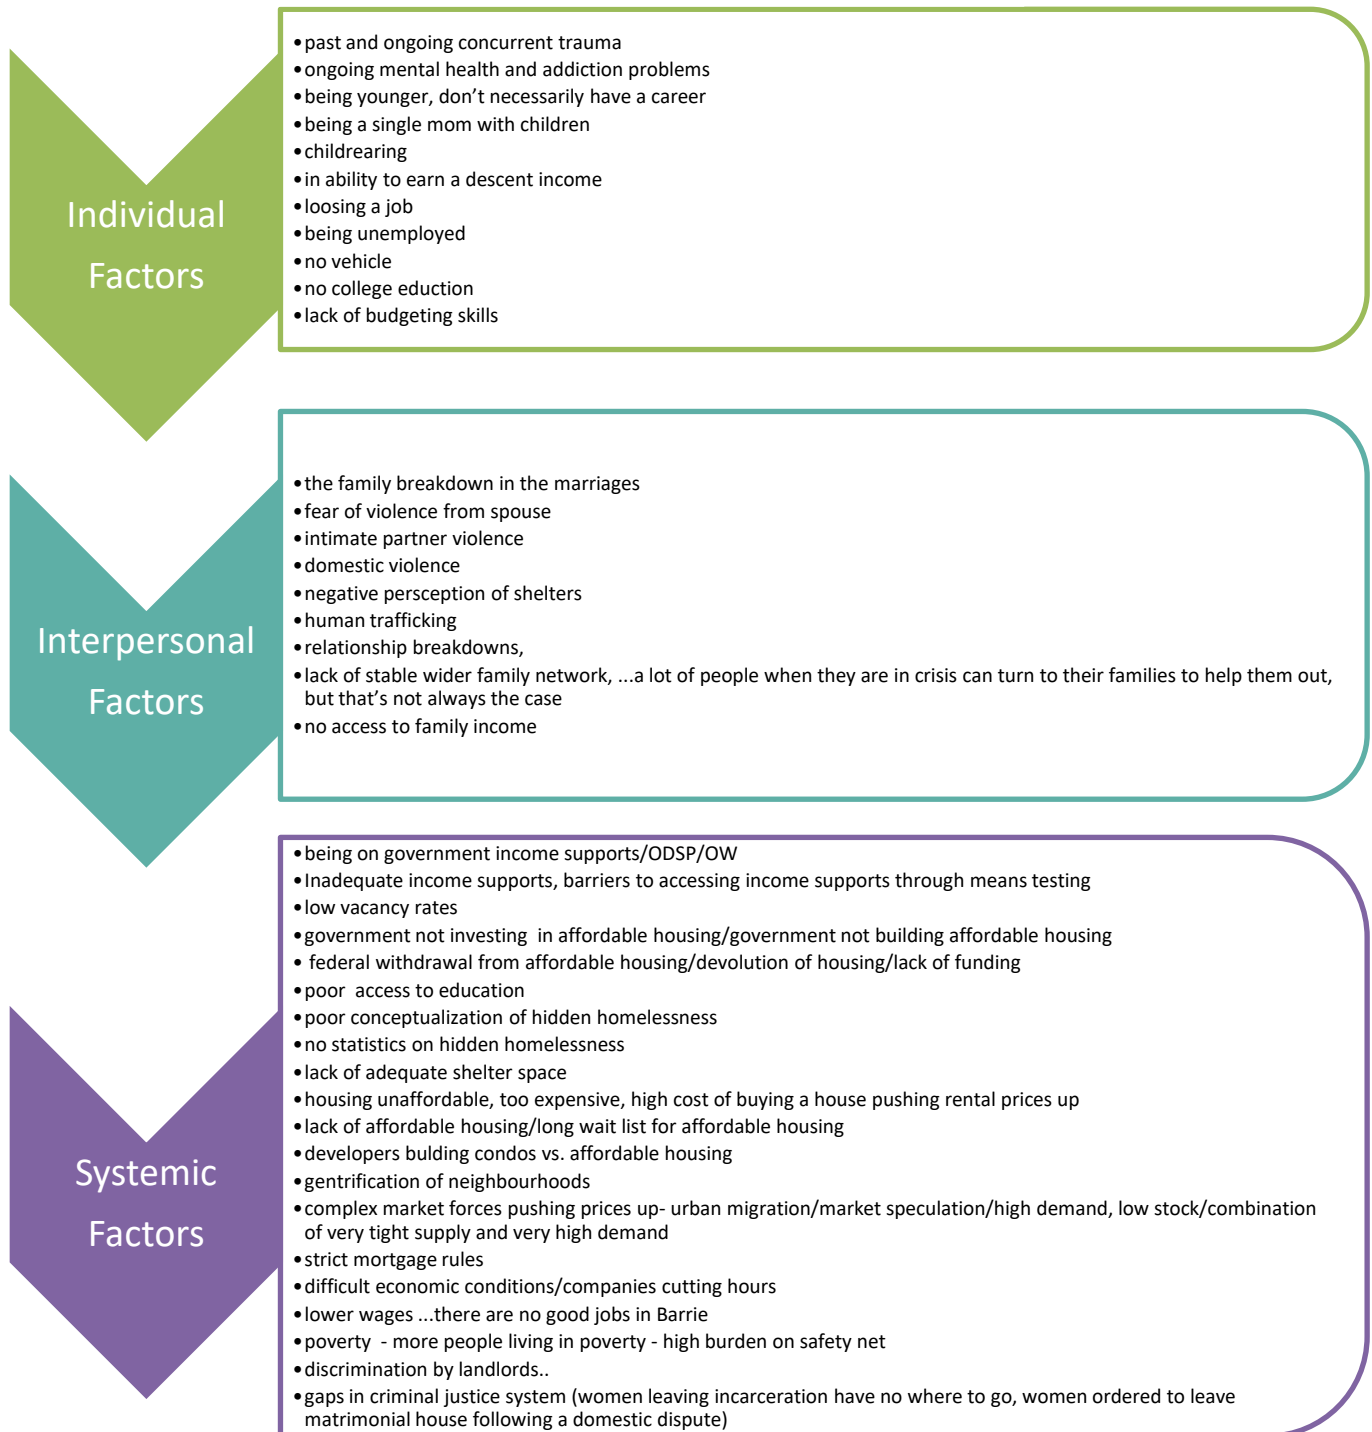 Individual
Factors
•past and ongoing concurrent trauma
•ongoing mental health and addiction problems
•being younger, don’t necessarily have a career
•being a single mom with children
•childrearing
•in ability to earn a descent income
•loosing a job
•being unemployed
•no vehicle
•no college eduction
•lack of budgeting skills
Interpersonal
Factors
•the family breakdown in the marriages
•fear of violence from spouse
•intimate partner violence
•domestic violence
•negative persception of shelters
•human trafficking
•relationship breakdowns,
•lack of stable wider family network, ...a lot of people when they are in crisis can turn to their families to help them out,
but that’s not always the case
•no access to family income
Systemic
Factors
•being on government income supports/ODSP/OW
•Inadequate income supports, barriers to accessing income supports through means testing
•low vacancy rates
•government not investing in affordable housing/government not building affordable housing
• federal withdrawal from affordable housing/devolution of housing/lack of funding
•poor access to education
•poor conceptualization of hidden homelessness
•no statistics on hidden homelessness
•lack of adequate shelter space
•housing unaffordable, too expensive, high cost of buying a house pushing rental prices up
•lack of affordable housing/long wait list for affordable housing
•developers bulding condos vs. affordable housing
•gentrification of neighbourhoods
•complex market forces pushing prices up- urban migration/market speculation/high demand, low stock/combination
of very tight supply and very high demand
•strict mortgage rules
•difficult economic conditions/companies cutting hours
•lower wages ...there are no good jobs in Barrie
•poverty - more people living in poverty - high burden on safety net
•discrimination by landlords..
•gaps in criminal justice system (women leaving incarceration have no where to go, women ordered to leave
matrimonial house following a domestic dispute)